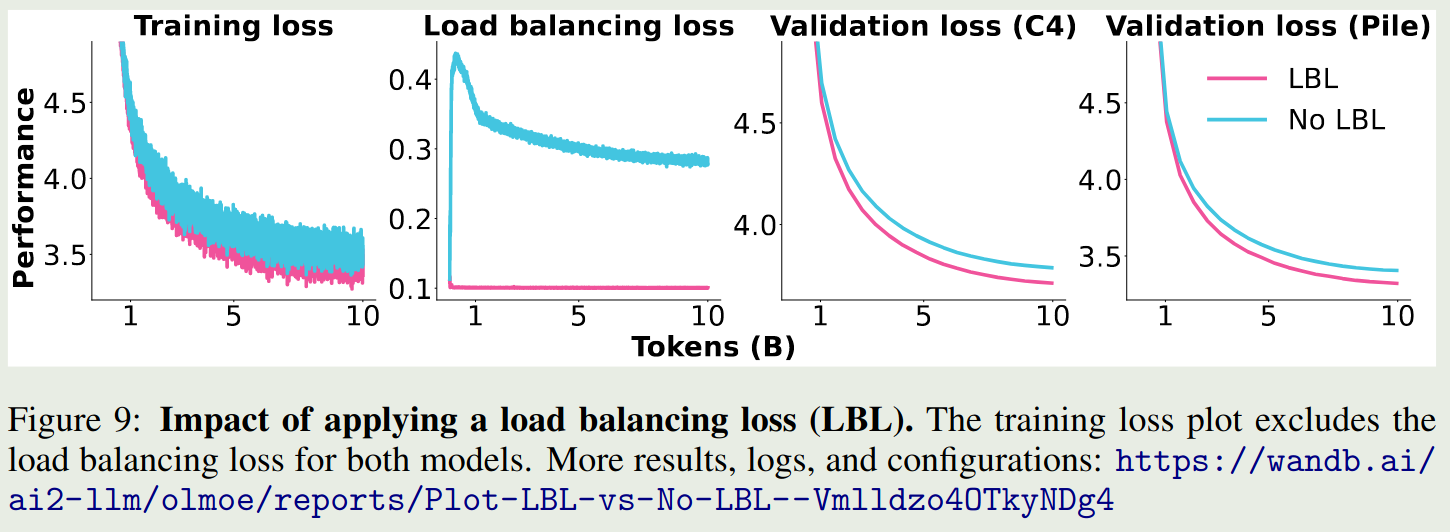 Training loss
Load balancing loss
Validation loss (C4)
Validation loss (Pile)
Performance
4.5
4.0
3.5
1
5
10
0.4
0.3
0.2
0.1
1
5
10
4.5
4.0
1
5
10
4.5
4.0
3.5
1
5
10
LBL
No LBL
Tokens (B)
Figure 9: Impact of applying a load balancing loss (LBL). The training loss plot excludes the
load balancing loss for both models. More results, logs, and configurations: https://wandb.ai/
ai2-llm/olmoe/reports/Plot-LBL-vs-No-LBL--Vmlldzo4OTkyNDg4